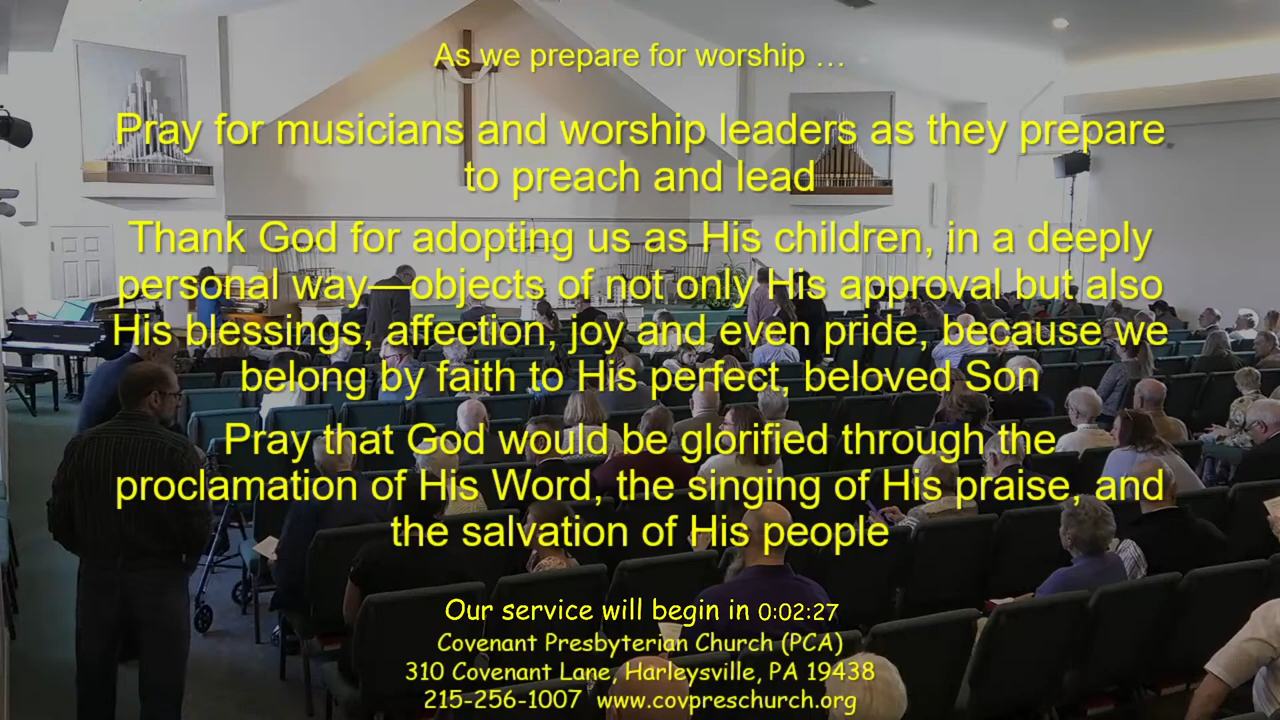 As we prepare for worship …
Pray for musicians and worship leaders as they prepare
to preach and lead
Thank God for adopting us as His children, in a deeply
personal way—objects of not only His approval but also
His blessings, affection, joy and even pride, because we
belong by faith to His perfect, beloved Son
Pray that God would be glorified through the
proclamation of His Word, the singing of His praise, and
the salvation of His people
Our service will begin in 0:02:27
Covenant Presbyterian Church (PCA)
310 Covenant Lane, Harleysville, PA 19438
215-256-1007 www.covpreschurch.org